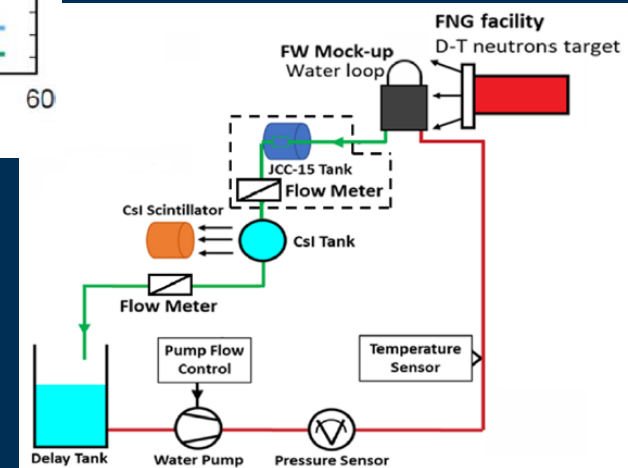 60
FNG facility
D-T neutrons target
FW Mock-up
Water loop
JCC-15 Tank
Flow Meter
CsI Scintillator
CsI Tank
Flow Meter
Pump Flow
Control
Temperature
Sensor
Delay Tank
Water Pump
Pressure Sensor